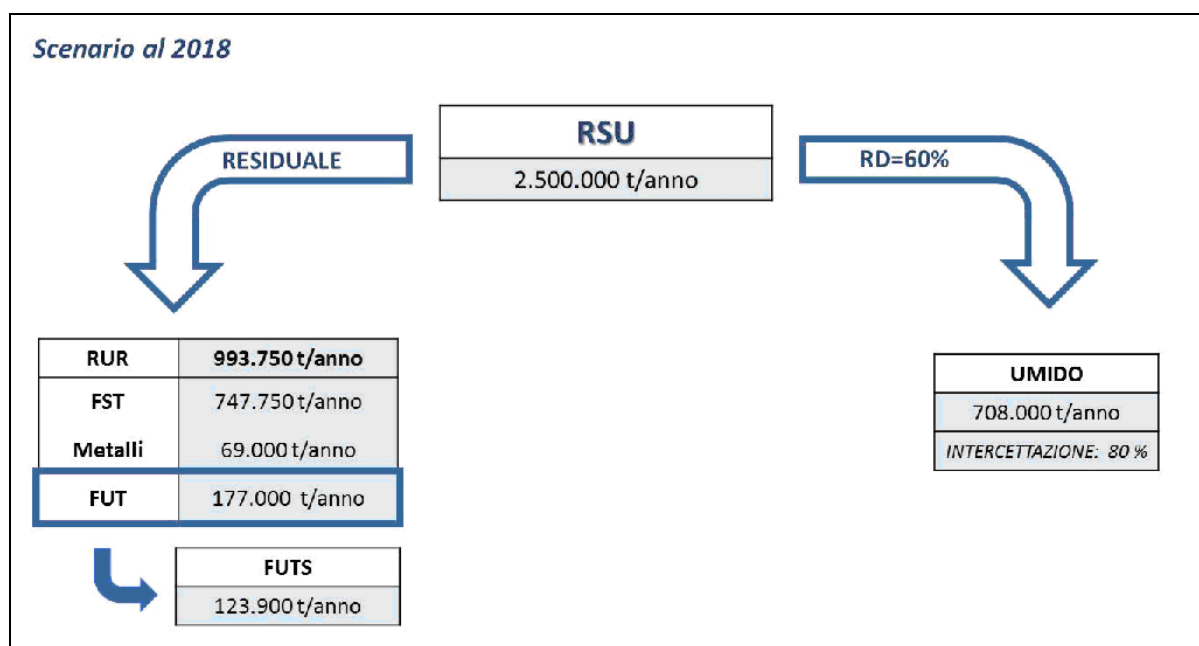 Scenario al 2018
RSU
2.500.000 t/anno
RESIDUALE
RD=60%
RUR 993.750 t/anno
FST 747.750 t/anno
Metalli 69.000 t/anno
FUT 177.000 t/anno
FUTS
123.900 t/anno
UMIDO
708.000 t/anno
INTERCETTAZIONE: 80 %